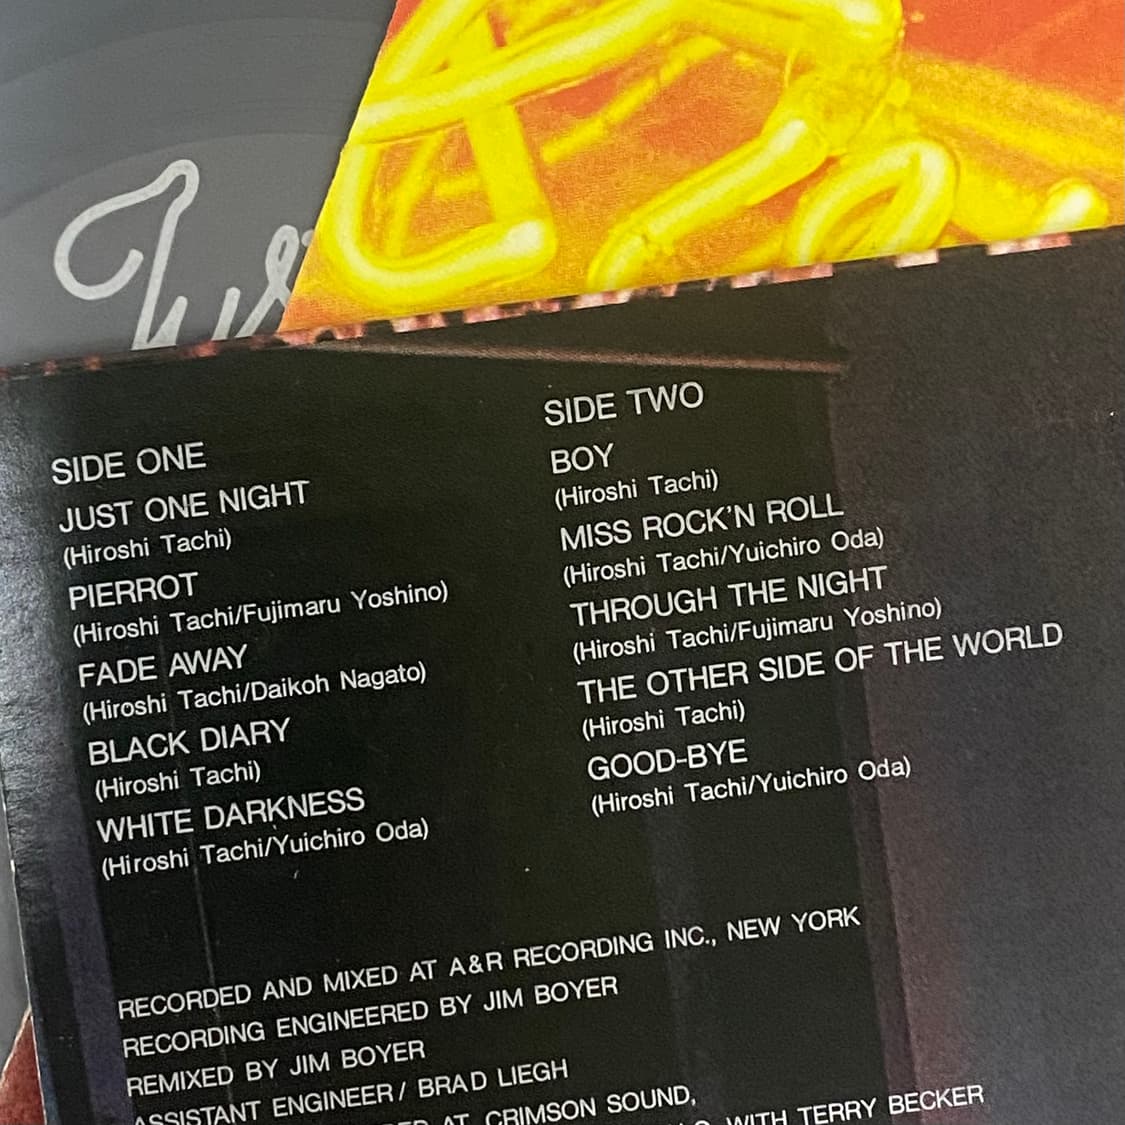 SIDE ONE
JUST ONE NIGHT
(Hiroshi Tachi)
PIERROT
(Hiroshi Tachi/Fujimaru Yoshino)
FADE AWAY
(Hiroshi Tachi/Daikoh Nagato)
BLACK DIARY
(Hiroshi Tachi)
WHITE DARKNESS
(Hiroshi Tachi/Yuichiro Oda)
SIDE TWO
BOY
(Hiroshi Tachi)
MISS ROCK'N ROLL
(Hiroshi Tachi/Yuichiro Oda)
THROUGH THE NIGHT
(Hiroshi Tachi/Fujimaru Yoshino)
THE OTHER SIDE OF THE WORLD
(Hiroshi Tachi)
GOOD-BYE
(Hiroshi Tachi/Yuichiro Oda)
RECORDED AND MIXED AT A&R RECORDING INC., NEW YORK
RECORDING ENGINEERED BY JIM BOYER
REMIXED BY JIM BOYER
ASSISTANT ENGINEER / BRAD LIEGH
AT CRIMSON SOUND,
WITH TERRY BECKER